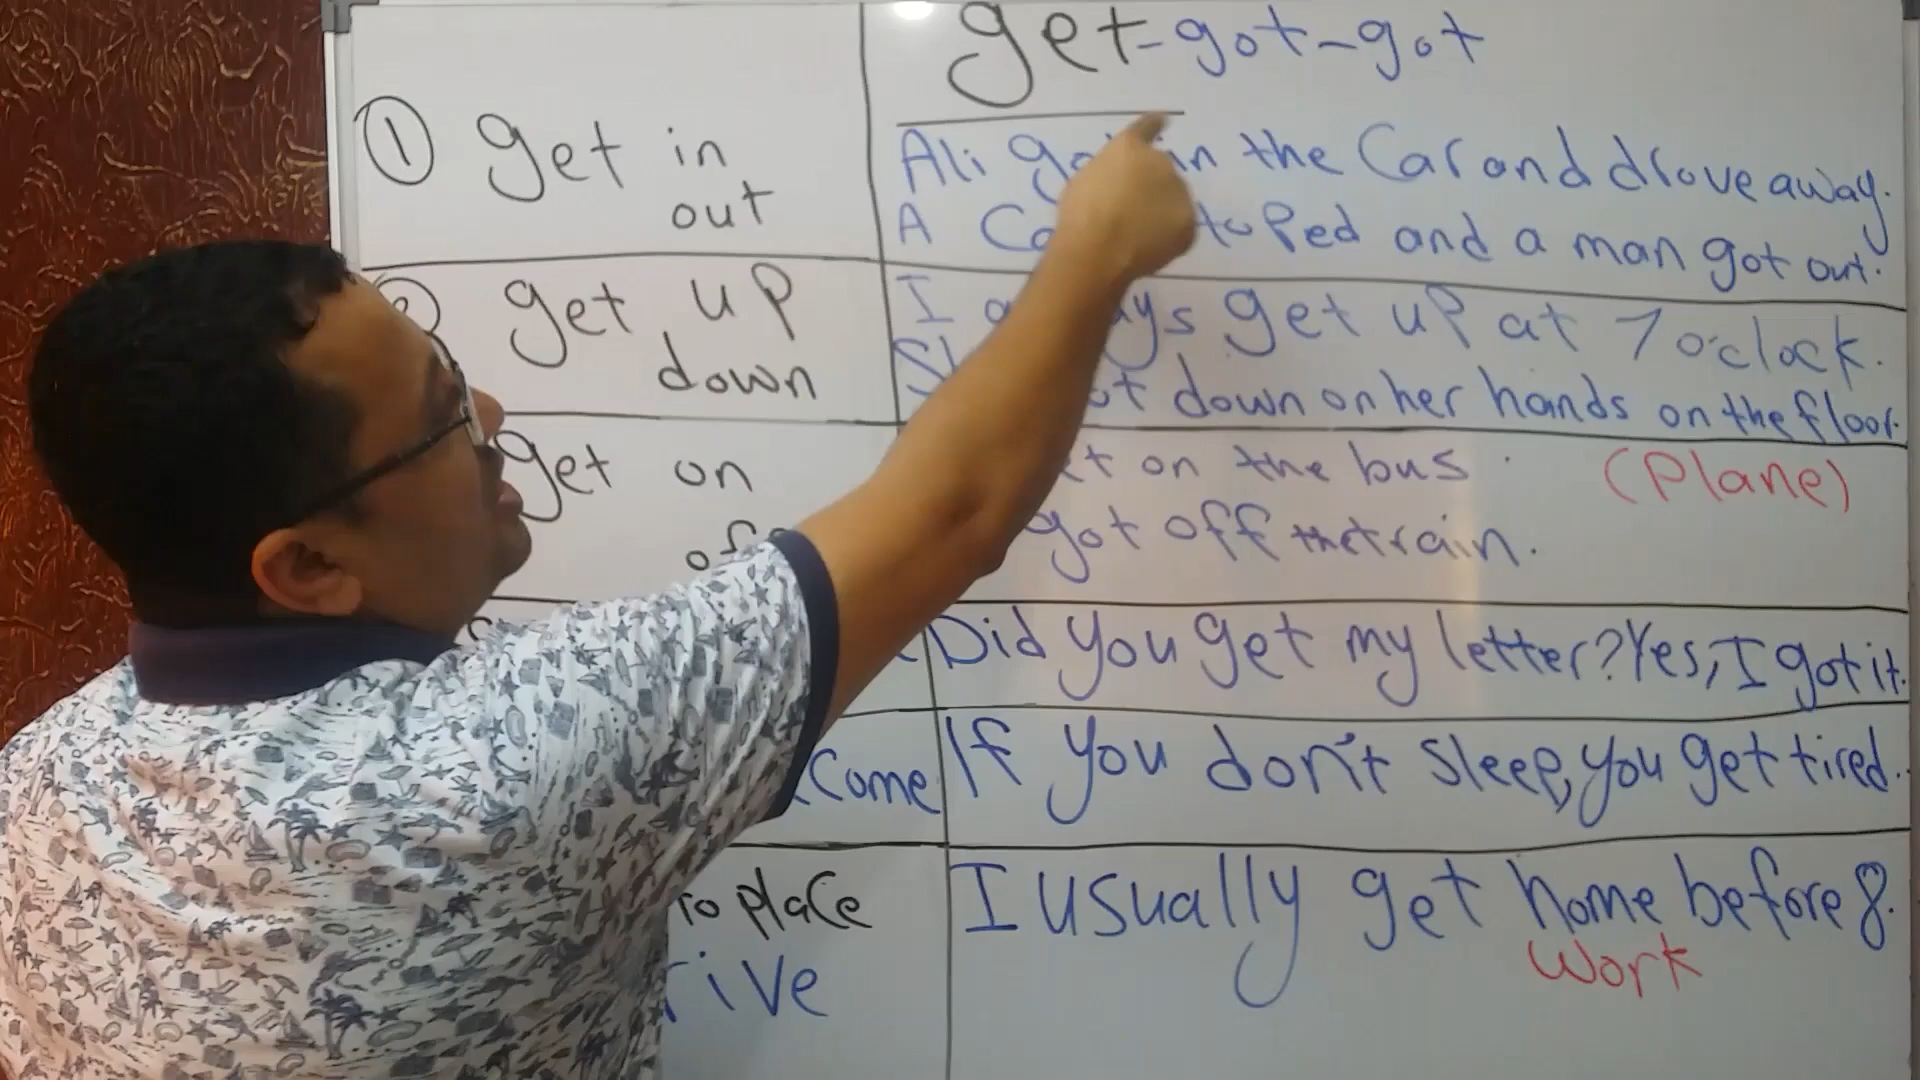 get-got-got
① get in
out
Ali got in the Car and drove away.
A toped and a man got out.
get up
down
I get up at 7 o'clock.
down on her hands on the floor.
get on
on the bus. (Plane)
got off the train.
Did you get my letter? Yes, I got it.
Come
If you don't sleep, you get tired.
to place
I usually get home before 8.
work